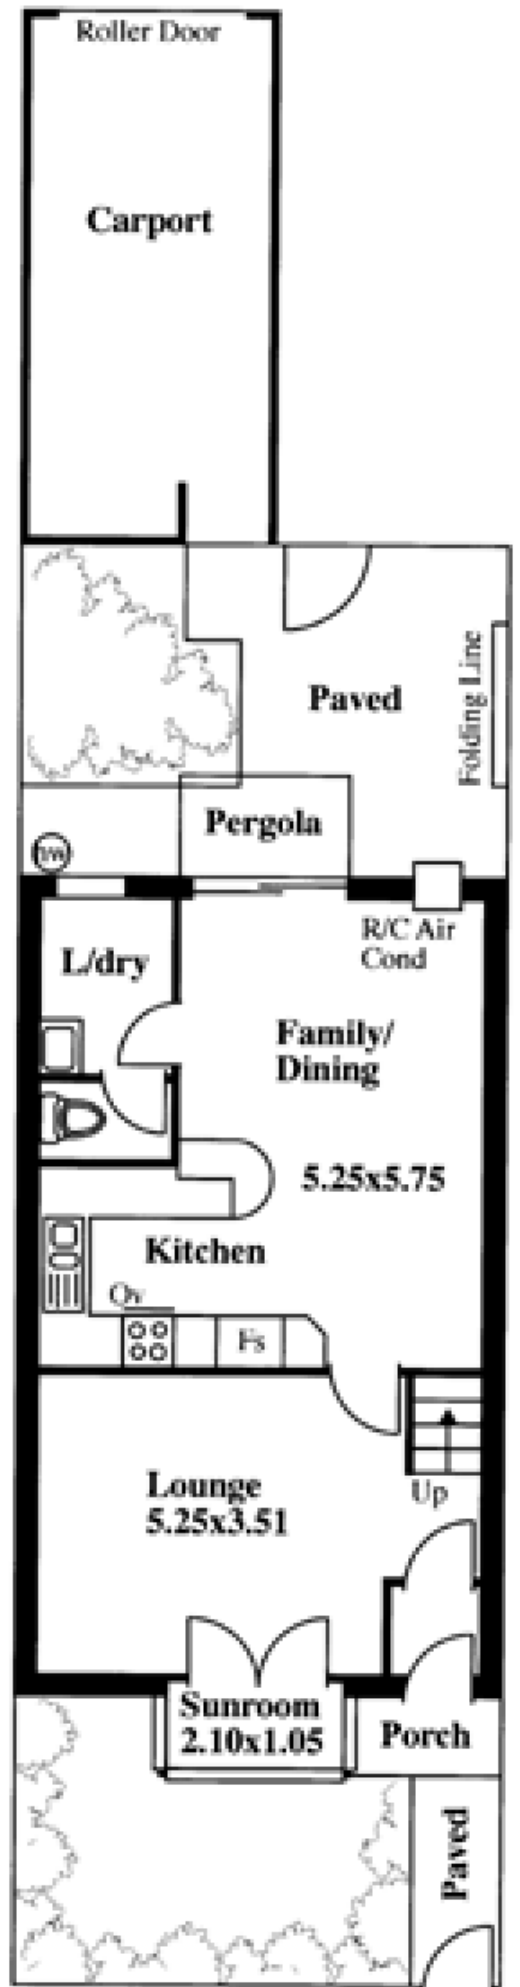 Roller Door
Carport
Paved
Folding Line
Pergola
R/C Air
Cond
L/dry
Family/
Dining
5.25x5.75
Kitchen
Ov
Fs
Lounge
5.25x3.51
Up
Sunroom
2.10x1.05
Porch
Paved